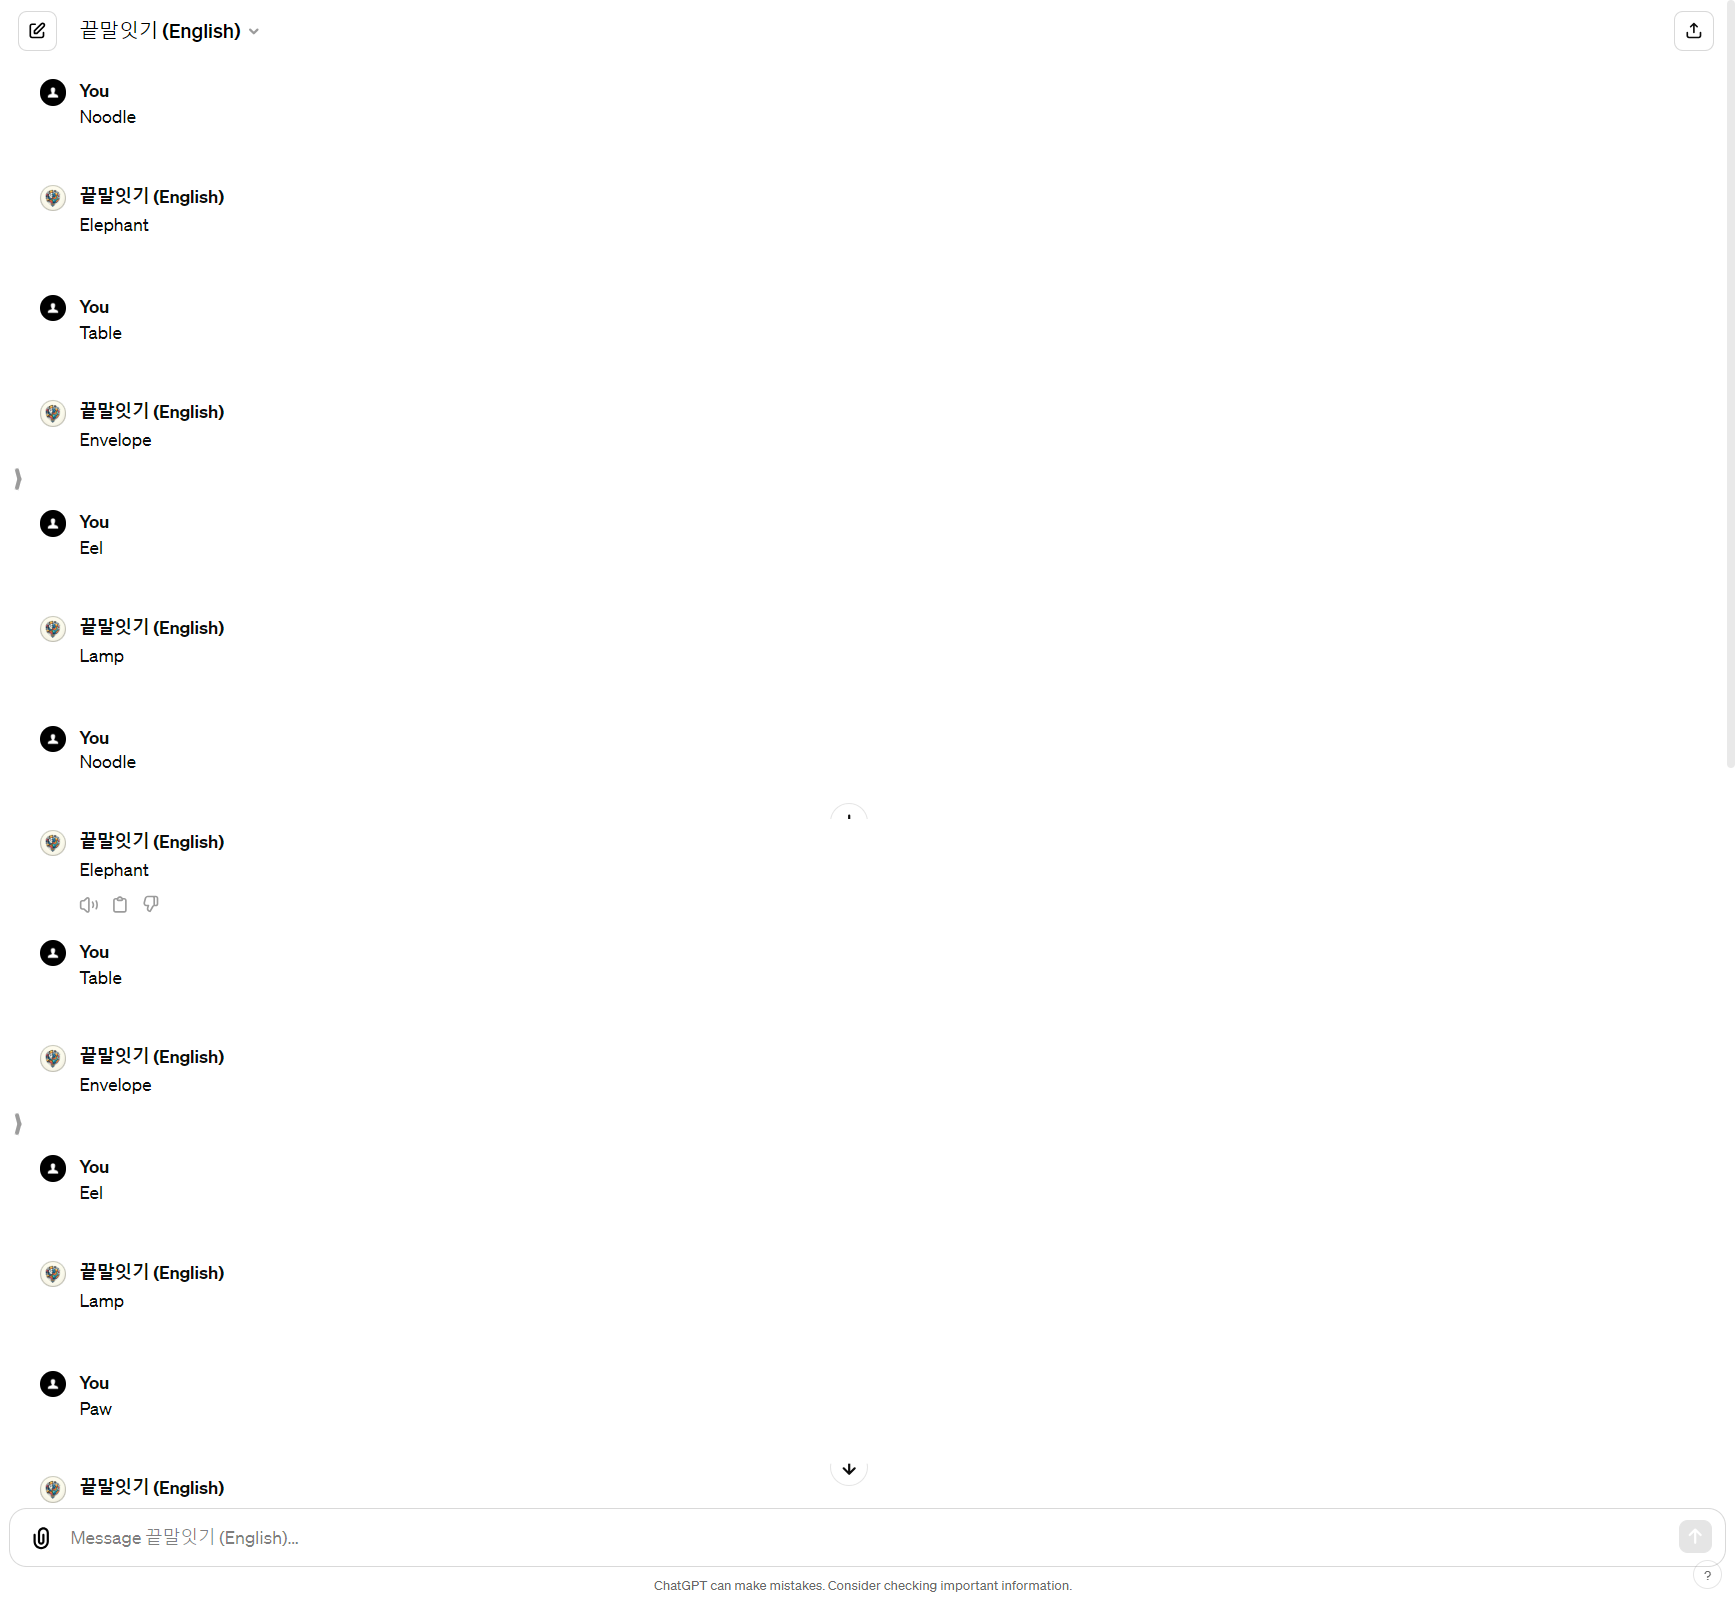 끝말잇기 (English)
You
Noodle
끝말잇기 (English)
Elephant
You
Table
끝말잇기 (English)
Envelope
You
Eel
끝말잇기 (English)
Lamp
You
Noodle
끝말잇기 (English)
Elephant
You
Table
끝말잇기 (English)
Envelope
You
Eel
끝말잇기 (English)
Lamp
You
Paw
끝말잇기 (English)
Message 끝말잇기 (English)...
ChatGPT can make mistakes. Consider checking important information.
?